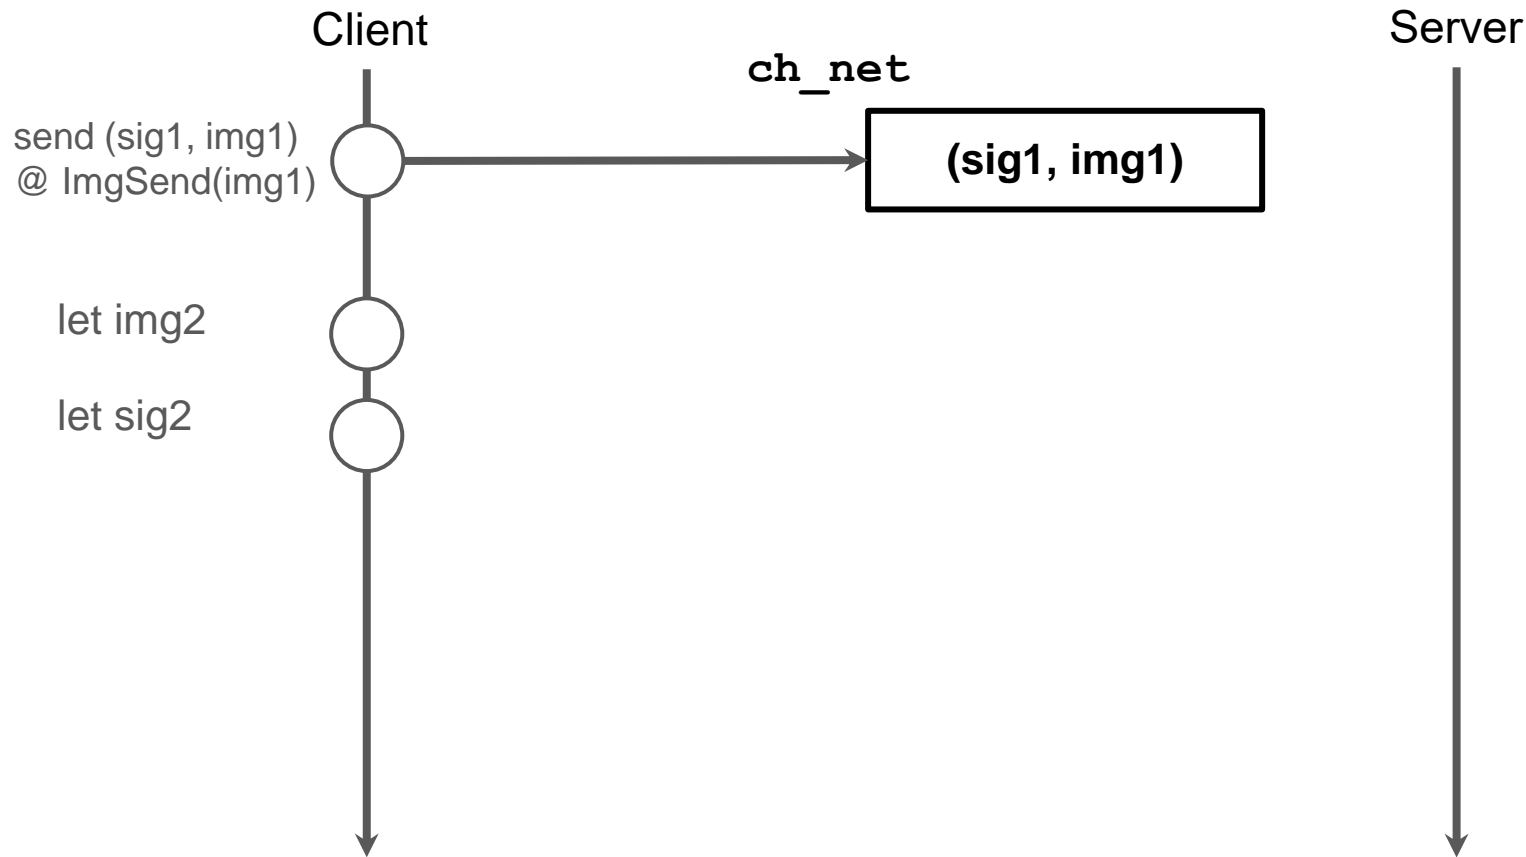 Client
Server
ch_net
send (sig1, img1)
@ ImgSend(img1)
(sig1, img1)
let img2
let sig2